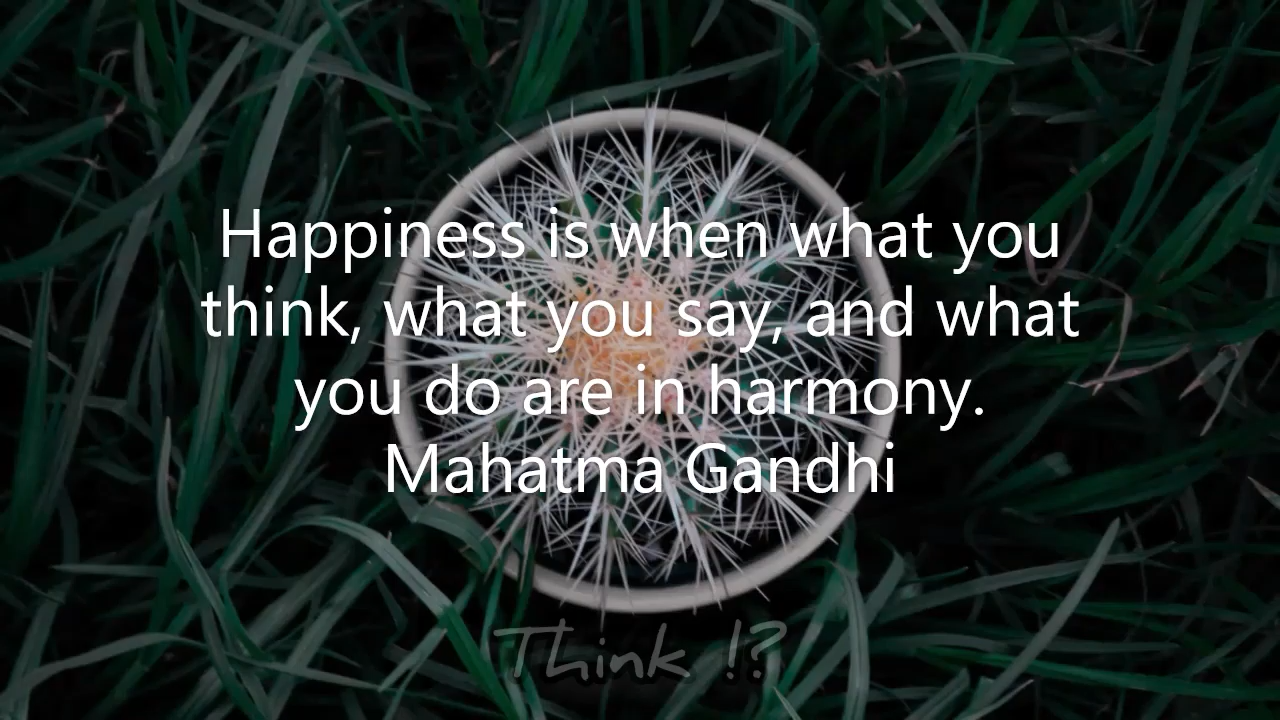 Happiness is when what you
think, what you say, and what
you do are in harmony.
Mahatma Gandhi
Think !?